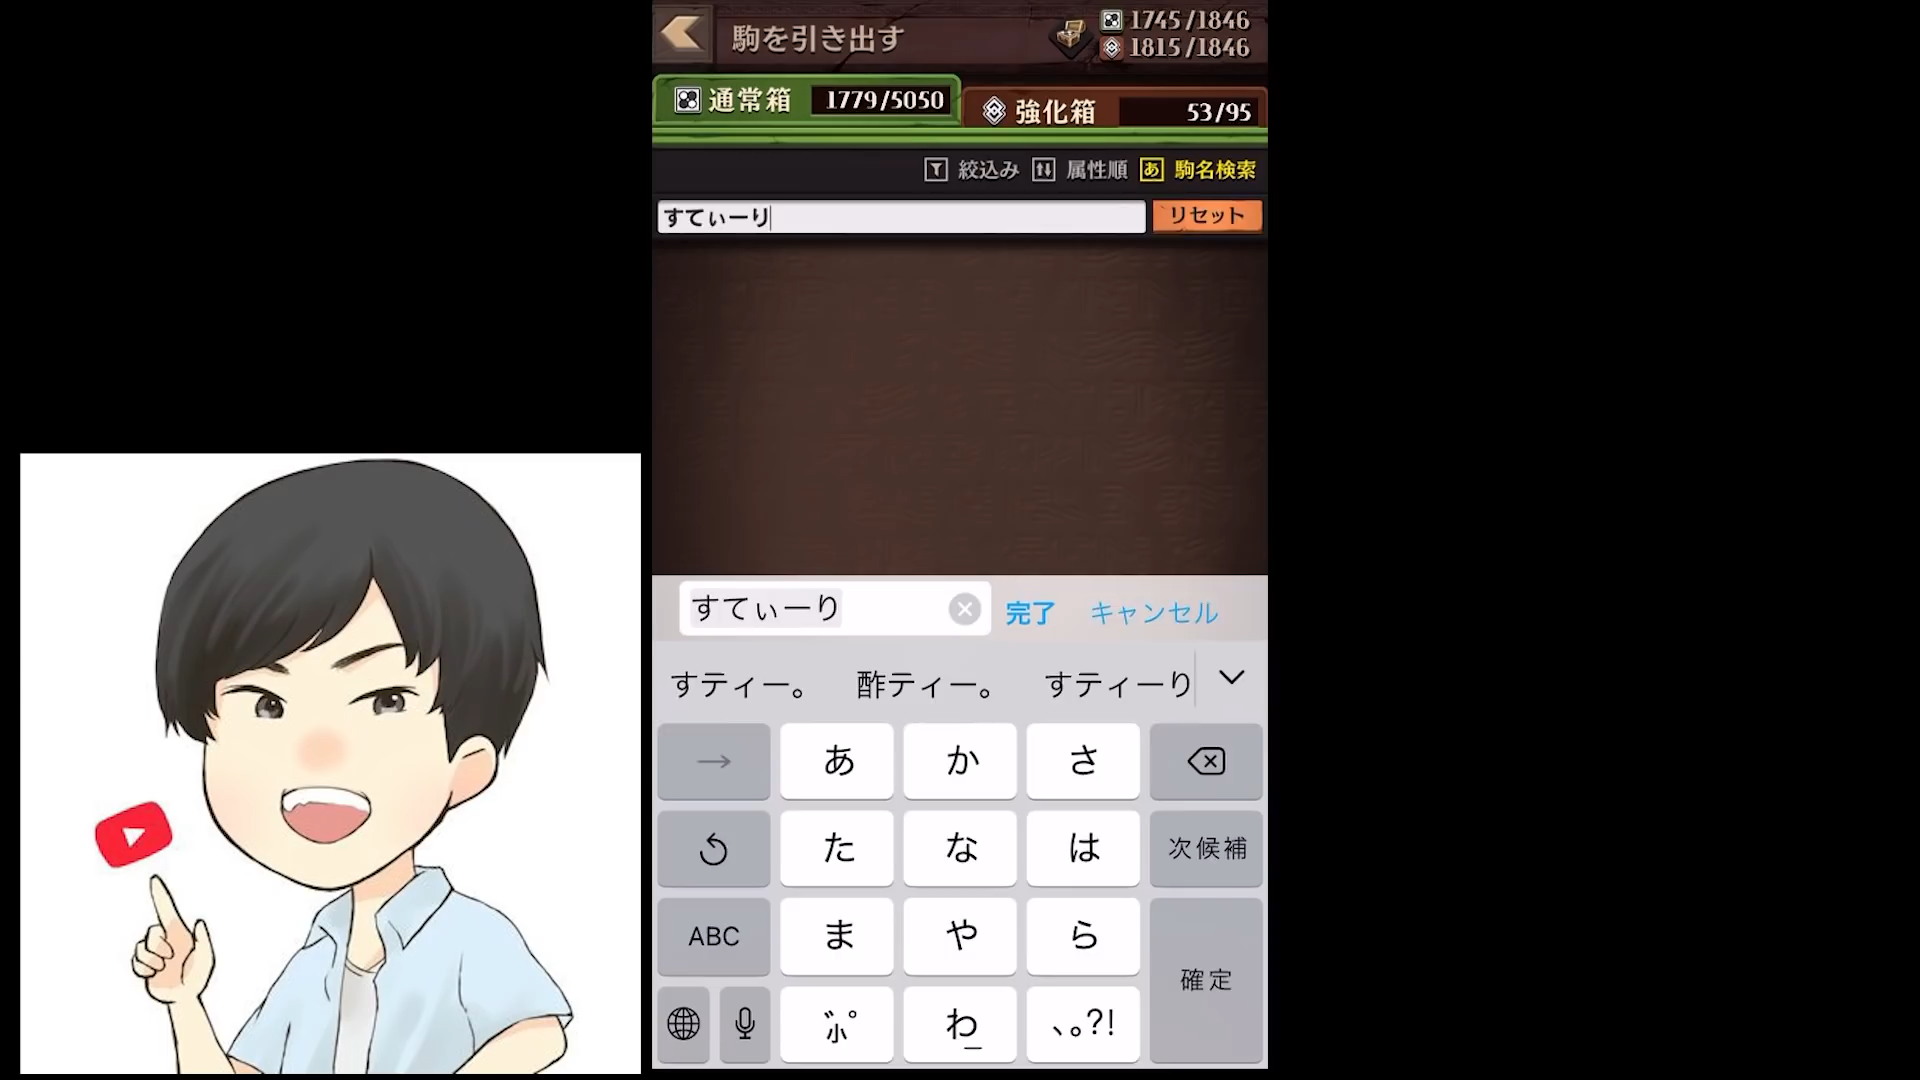 駒を引き出す
1745/1846
1815/1846
通常箱 1779/5050
強化箱 53/95
絞込み 属性順 あ 駒名検索
すてぃーり リセット
すてぃーり 完了 キャンセル
すティー。 酢ティー。 すティーり
→ あ か さ
た な は 次候補
ABC ま や ら 確定
゛゜小 わ_ 、。?!